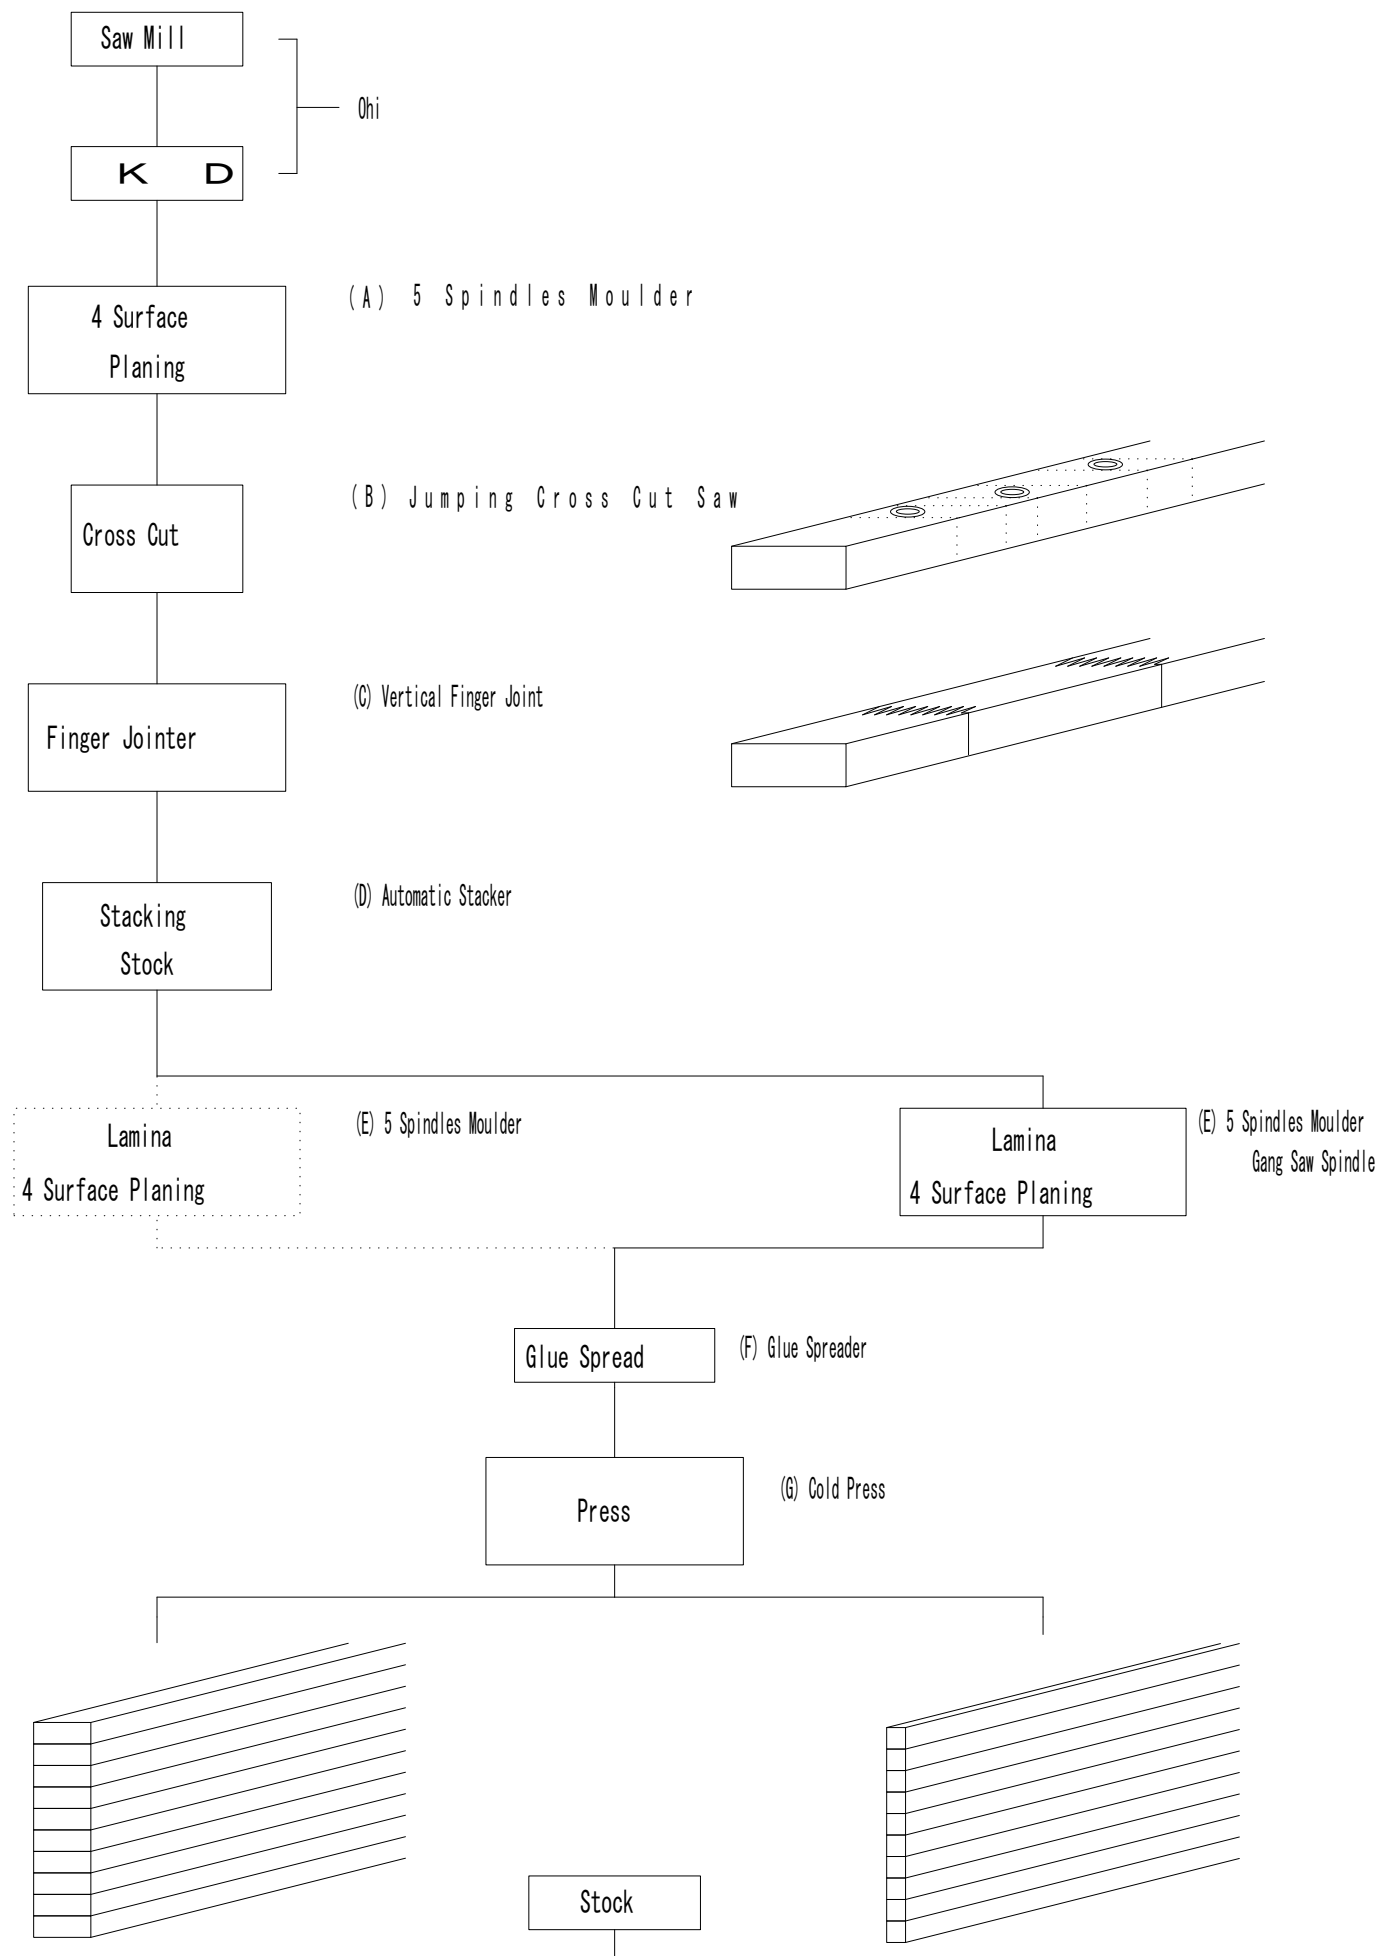 Saw Mill
Ohi
K D
4 Surface
Planing
(A) 5 Spindles Moulder
Cross Cut
(B) Jumping Cross Cut Saw
Finger Jointer
(C) Vertical Finger Joint
Stacking
Stock
(D) Automatic Stacker
Lamina
4 Surface Planing
(E) 5 Spindles Moulder
Lamina
4 Surface Planing
(E) 5 Spindles Moulder
Gang Saw Spindle
Glue Spread
(F) Glue Spreader
Press
(G) Cold Press
Stock